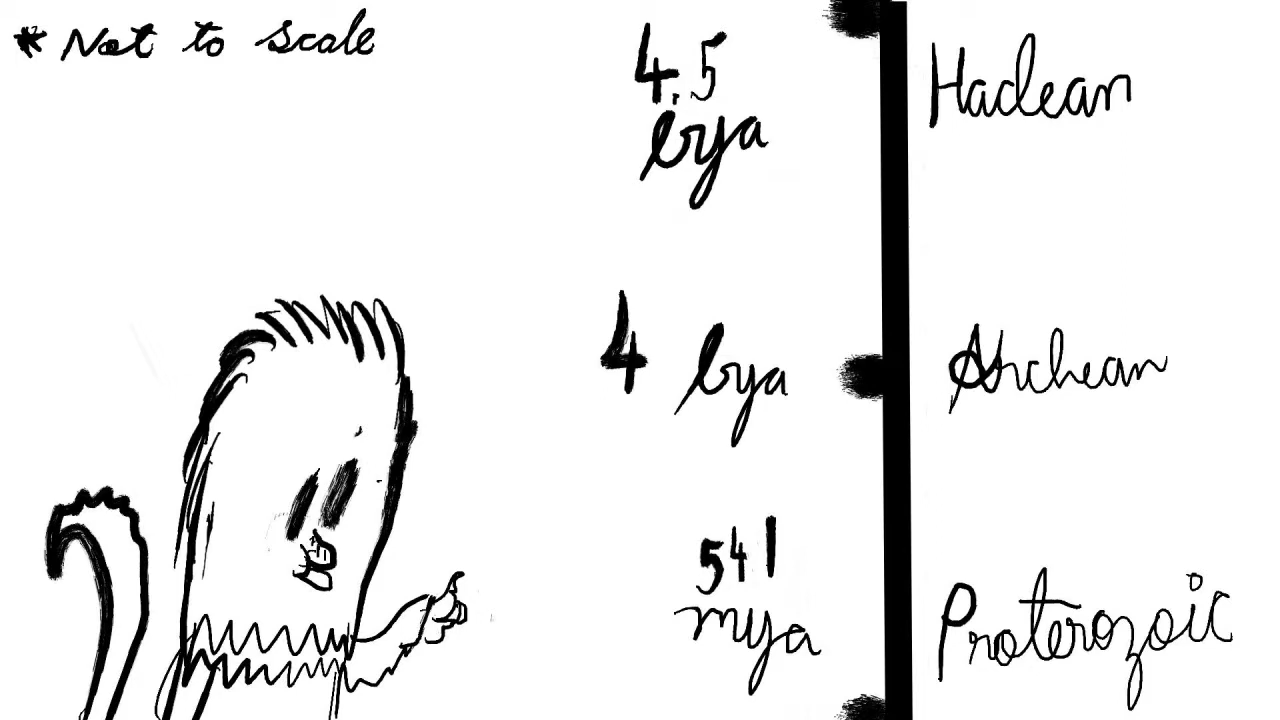 * Not to scale
4.5
bya
Hadean
4 bya
Archean
541
mya
Proterozoic